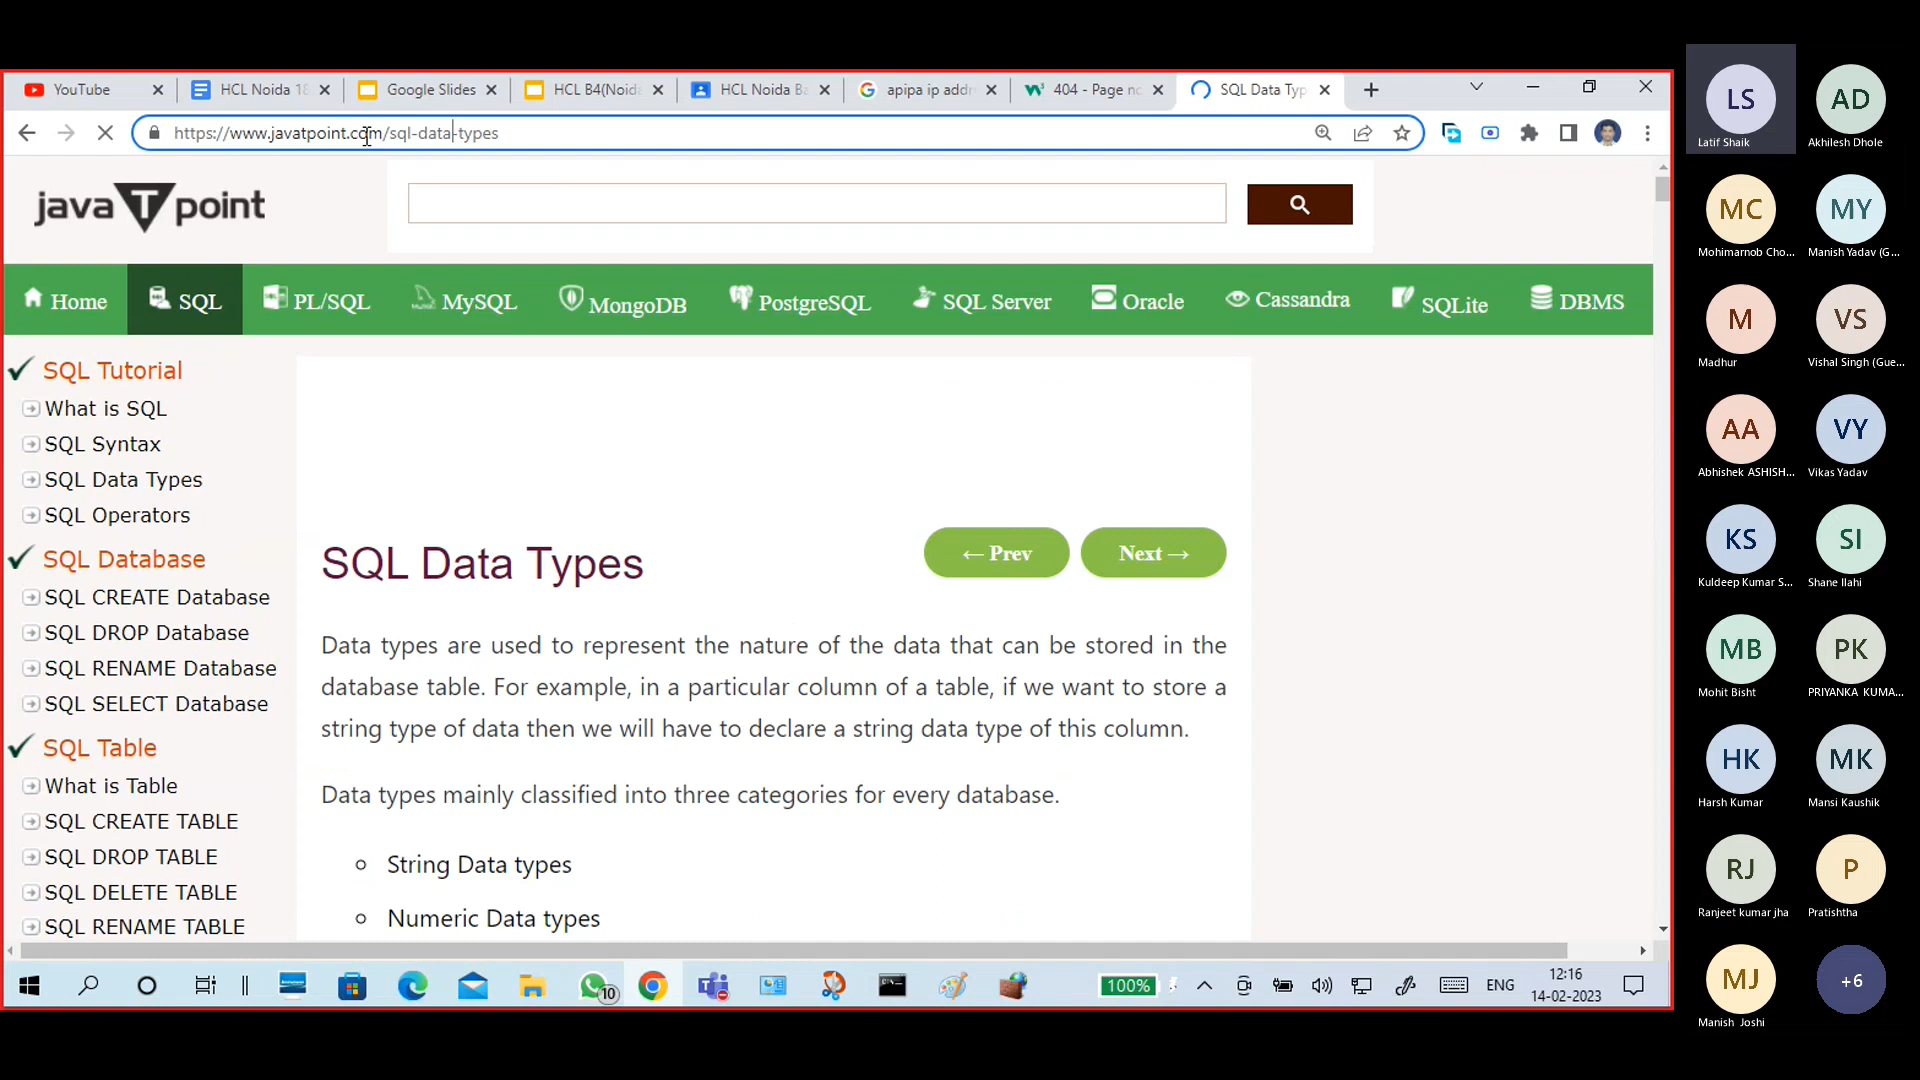 YouTube
HCL Noida 18
Google Slides
HCL B4(Noida
HCL Noida Ba
apipa ip addr
404 - Page no
SQL Data Typ
https://www.javatpoint.com/sql-data-types
java T point
Home
SQL
PL/SQL
MySQL
MongoDB
PostgreSQL
SQL Server
Oracle
Cassandra
SQLite
DBMS
SQL Tutorial
What is SQL
SQL Syntax
SQL Data Types
SQL Operators
SQL Database
SQL CREATE Database
SQL DROP Database
SQL RENAME Database
SQL SELECT Database
SQL Table
What is Table
SQL CREATE TABLE
SQL DROP TABLE
SQL DELETE TABLE
SQL RENAME TABLE
← Prev
Next →
SQL Data Types
Data types are used to represent the nature of the data that can be stored in the
database table. For example, in a particular column of a table, if we want to store a
string type of data then we will have to declare a string data type of this column.
Data types mainly classified into three categories for every database.
String Data types
Numeric Data types
10
100%
ENG
12:16
14-02-2023
LS
Latif Shaik
AD
Akhilesh Dhole
MC
Mohimarnob Cho...
MY
Manish Yadav (G...
M
Madhur
VS
Vishal Singh (Gue...
AA
Abhishek ASHISH...
VY
Vikas Yadav
KS
Kuldeep Kumar S...
SI
Shane Ilahi
MB
Mohit Bisht
PK
PRIYANKA KUMA...
HK
Harsh Kumar
MK
Mansi Kaushik
RJ
Ranjeet kumar jha
P
Pratishtha
MJ
Manish Joshi
+6